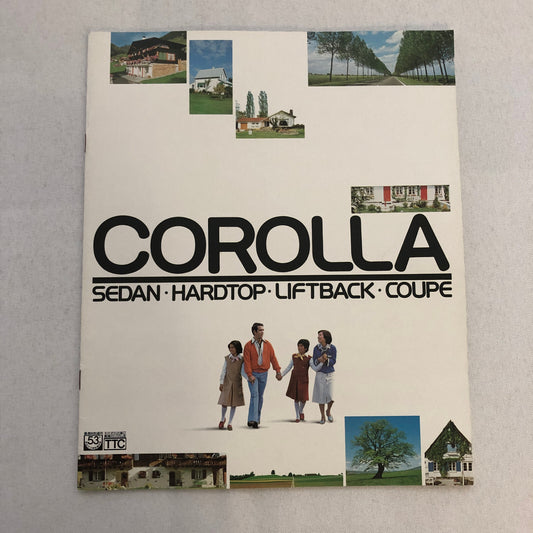 COROLLA
SEDAN · HARDTOP · LIFTBACK · COUPE
53
TTC